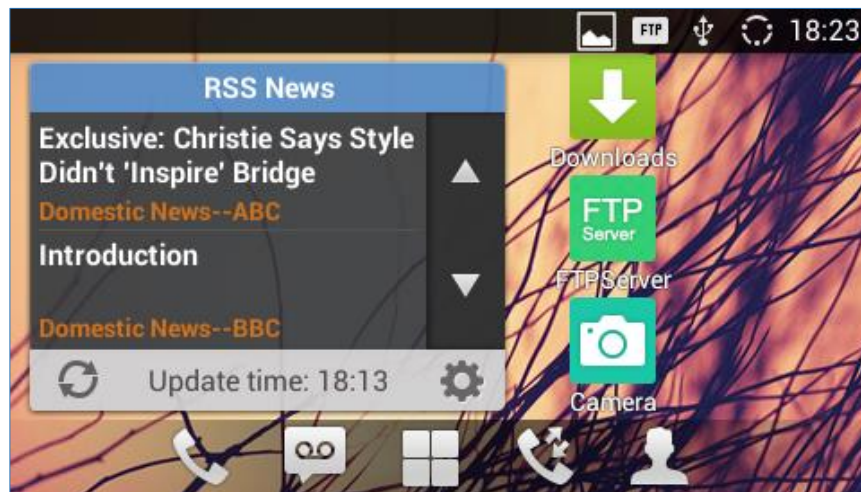 FTP
18:23
RSS News
Exclusive: Christie Says Style
Didn't 'Inspire' Bridge
Domestic News--ABC
Introduction
Domestic News--BBC
Update time: 18:13
Downloads
FTP
Server
FTPServer
Camera